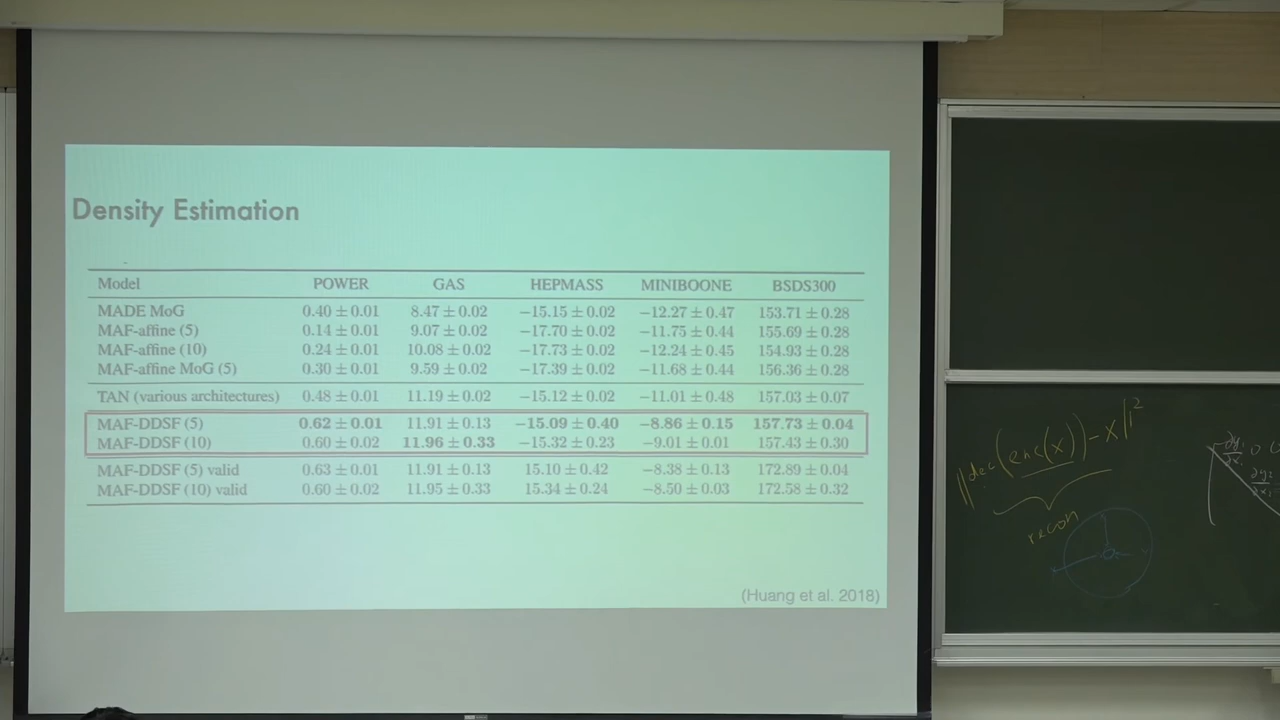 Density Estimation
Model POWER GAS HEPMASS MINIBOONE BSDS300
MADE MoG 0.40 ± 0.01 8.47 ± 0.02 −15.15 ± 0.02 −12.27 ± 0.47 153.71 ± 0.28
MAF-affine (5) 0.14 ± 0.01 9.07 ± 0.02 −17.70 ± 0.02 −11.75 ± 0.44 155.69 ± 0.28
MAF-affine (10) 0.24 ± 0.01 10.08 ± 0.02 −17.73 ± 0.02 −12.24 ± 0.45 154.93 ± 0.28
MAF-affine MoG (5) 0.30 ± 0.01 9.59 ± 0.02 −17.39 ± 0.02 −11.68 ± 0.44 156.36 ± 0.28
TAN (various architectures) 0.48 ± 0.01 11.19 ± 0.02 −15.12 ± 0.02 −11.01 ± 0.48 157.03 ± 0.07
MAF-DDSF (5) 0.62 ± 0.01 11.91 ± 0.13 −15.09 ± 0.40 −8.86 ± 0.15 157.73 ± 0.04
MAF-DDSF (10) 0.60 ± 0.02 11.96 ± 0.33 −15.32 ± 0.23 −9.01 ± 0.01 157.43 ± 0.30
MAF-DDSF (5) valid 0.63 ± 0.01 11.91 ± 0.13 15.10 ± 0.42 −8.38 ± 0.13 172.89 ± 0.04
MAF-DDSF (10) valid 0.60 ± 0.02 11.95 ± 0.33 15.34 ± 0.24 −8.50 ± 0.03 172.58 ± 0.32
(Huang et al. 2018)
||dec(enc(x))−x||²
recon